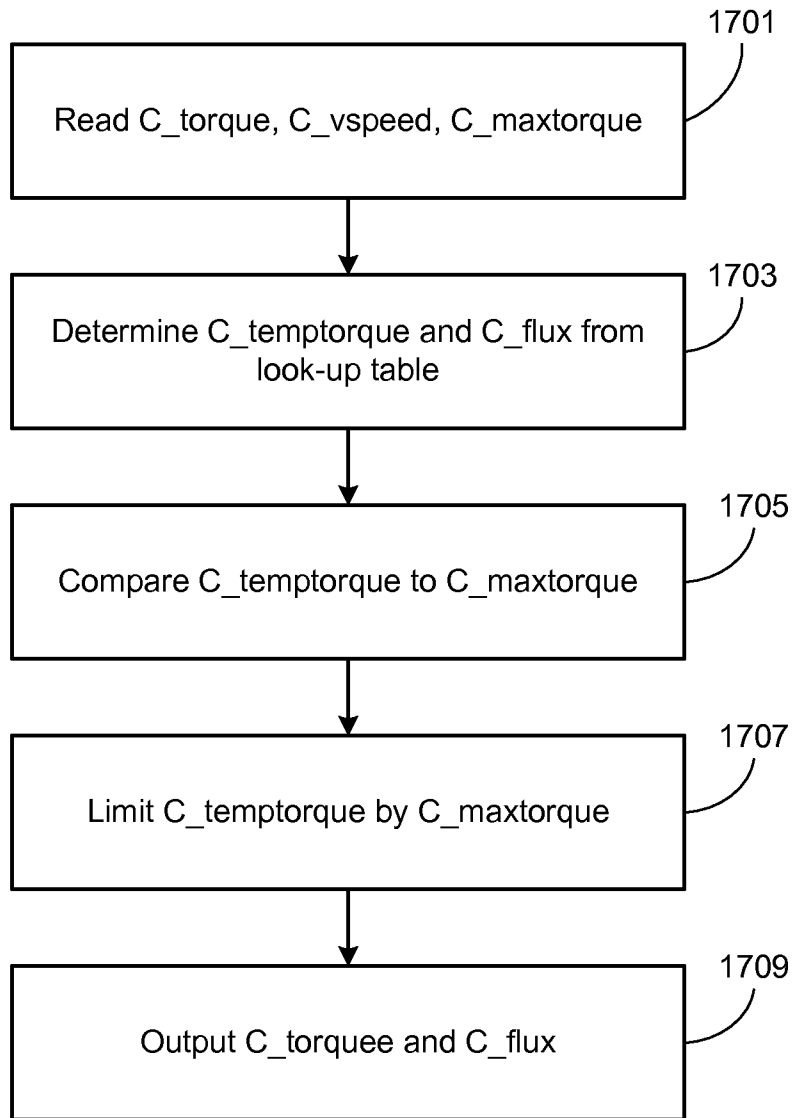 1701
Read C_torque, C_vspeed, C_maxtorque
1703
Determine C_temptorque and C_flux from
look-up table
1705
Compare C_temptorque to C_maxtorque
1707
Limit C_temptorque by C_maxtorque
1709
Output C_torquee and C_flux